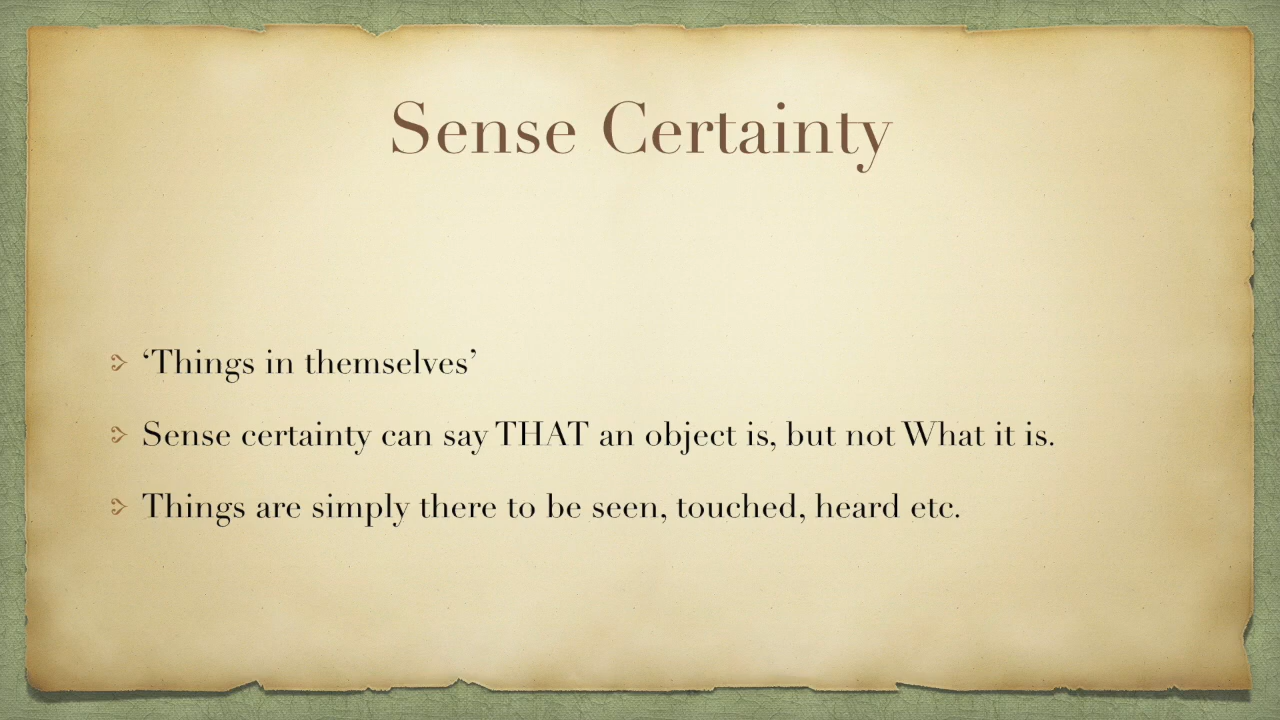 Sense Certainty
‘Things in themselves’
Sense certainty can say THAT an object is, but not What it is.
Things are simply there to be seen, touched, heard etc.